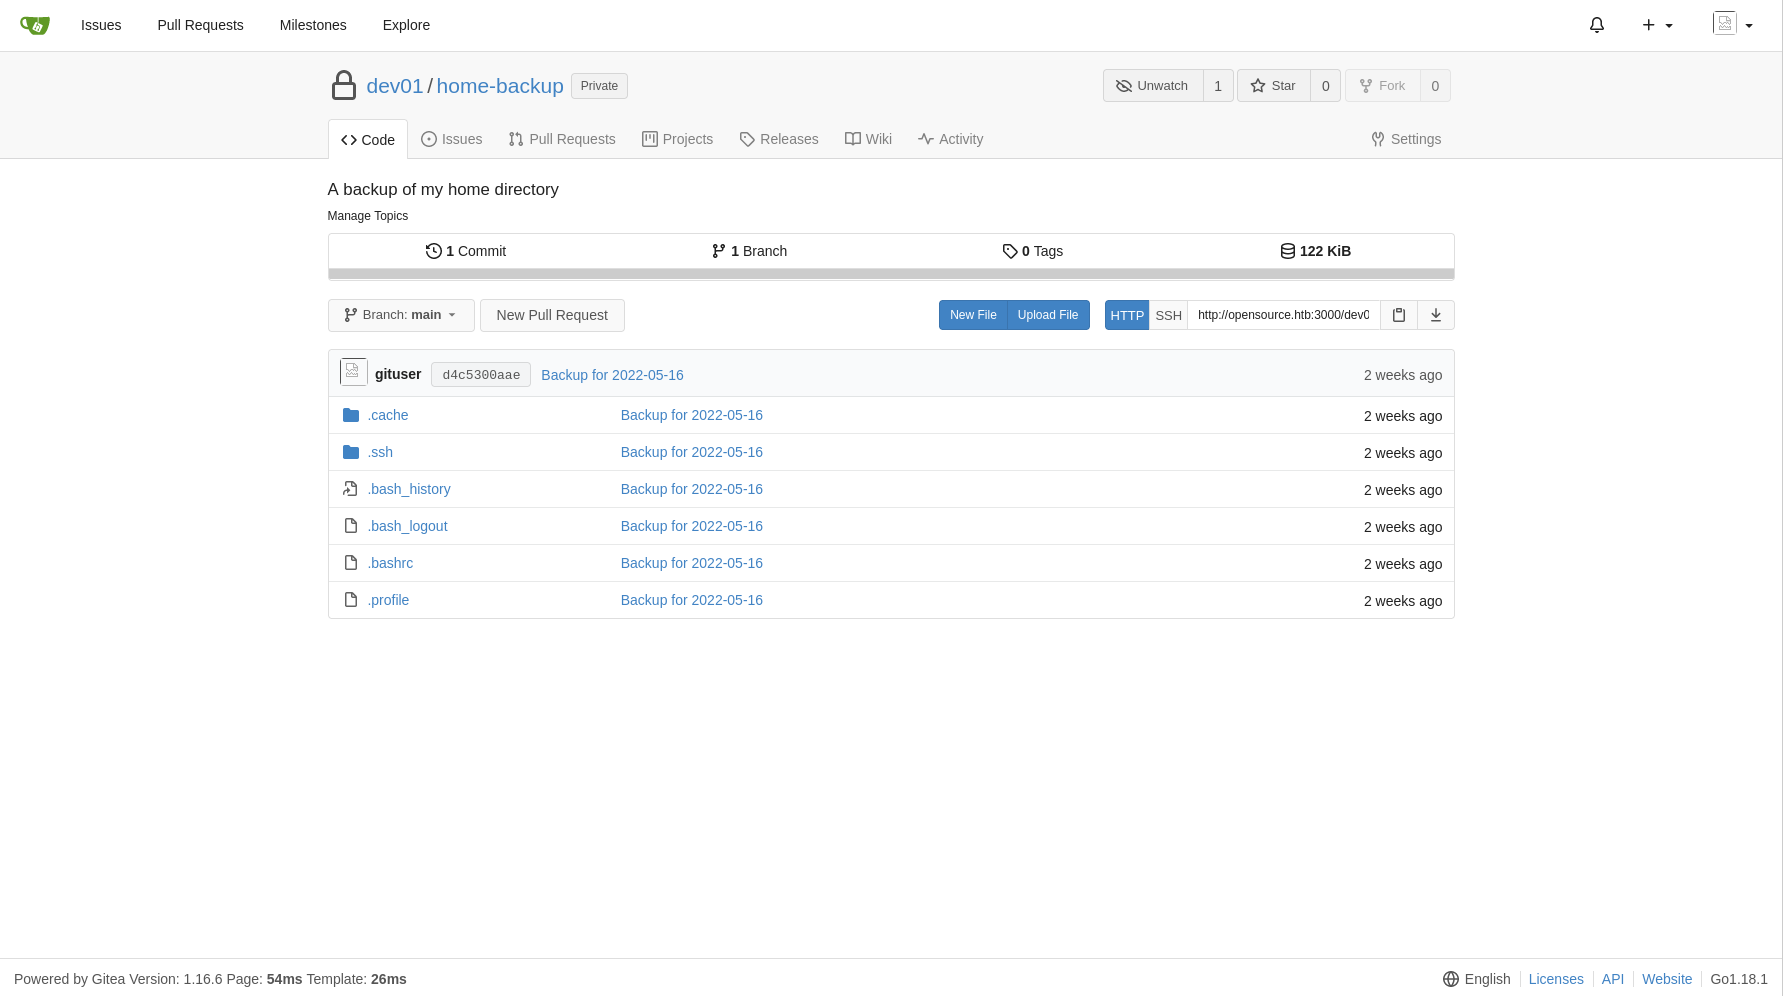 Issues Pull Requests Milestones Explore
dev01 / home-backup Private Unwatch 1 Star 0 Fork 0
Code Issues Pull Requests Projects Releases Wiki Activity Settings
A backup of my home directory
Manage Topics
1 Commit 1 Branch 0 Tags 122 KiB
Branch: main New Pull Request New File Upload File HTTP SSH http://opensource.htb:3000/dev0
gituser d4c5300aae Backup for 2022-05-16 2 weeks ago
.cache Backup for 2022-05-16 2 weeks ago
.ssh Backup for 2022-05-16 2 weeks ago
.bash_history Backup for 2022-05-16 2 weeks ago
.bash_logout Backup for 2022-05-16 2 weeks ago
.bashrc Backup for 2022-05-16 2 weeks ago
.profile Backup for 2022-05-16 2 weeks ago
Powered by Gitea Version: 1.16.6 Page: 54ms Template: 26ms English Licenses API Website Go1.18.1